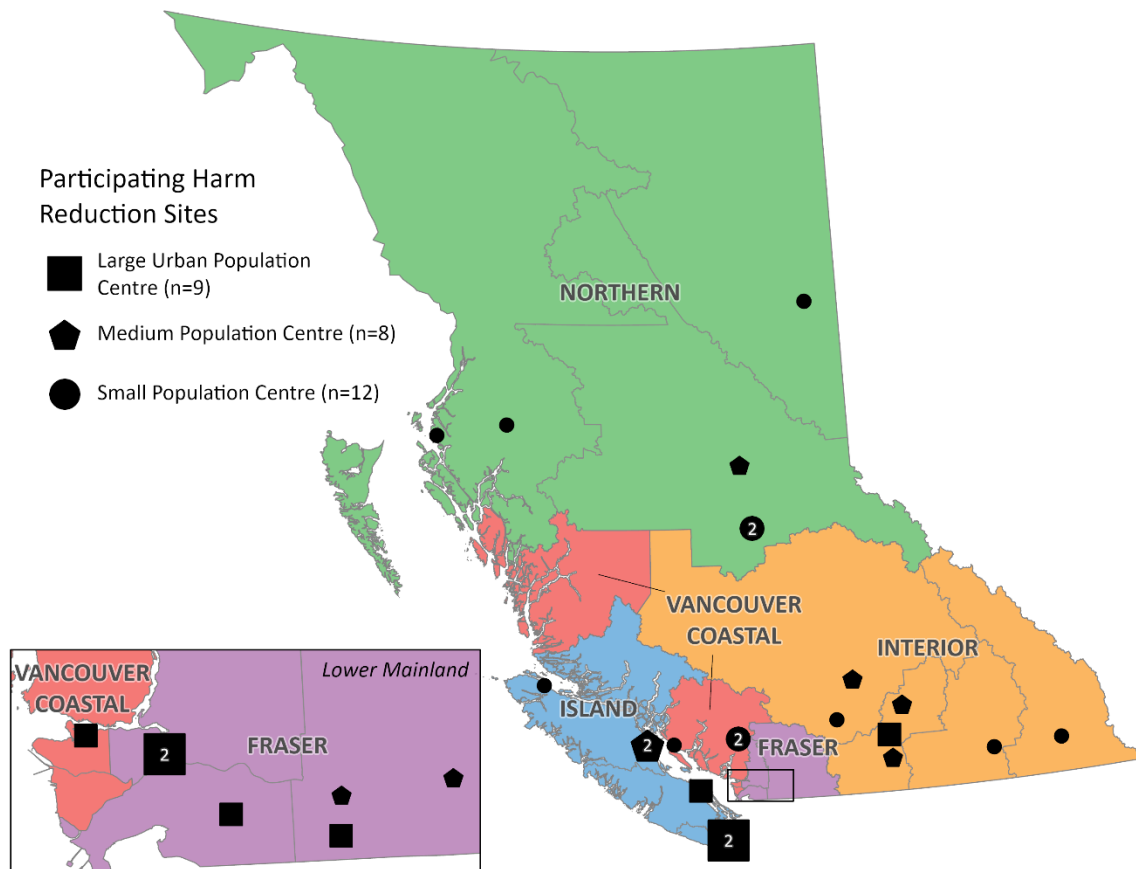 Participating Harm
Reduction Sites
Large Urban Population
Centre (n=9)
Medium Population Centre (n=8)
Small Population Centre (n=12)
NORTHERN
2
VANCOUVER
COASTAL
INTERIOR
ISLAND
2
2
FRASER
2
Lower Mainland
VANCOUVER
COASTAL
2
FRASER